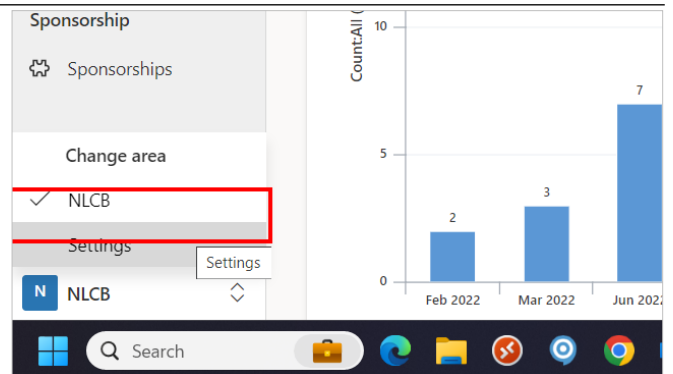 Sponsorship
Sponsorships
Change area
NLCB
Settings
Settings
N NLCB
Count:All (
10
5
0
2
3
7
Feb 2022 Mar 2022 Jun 202
Search